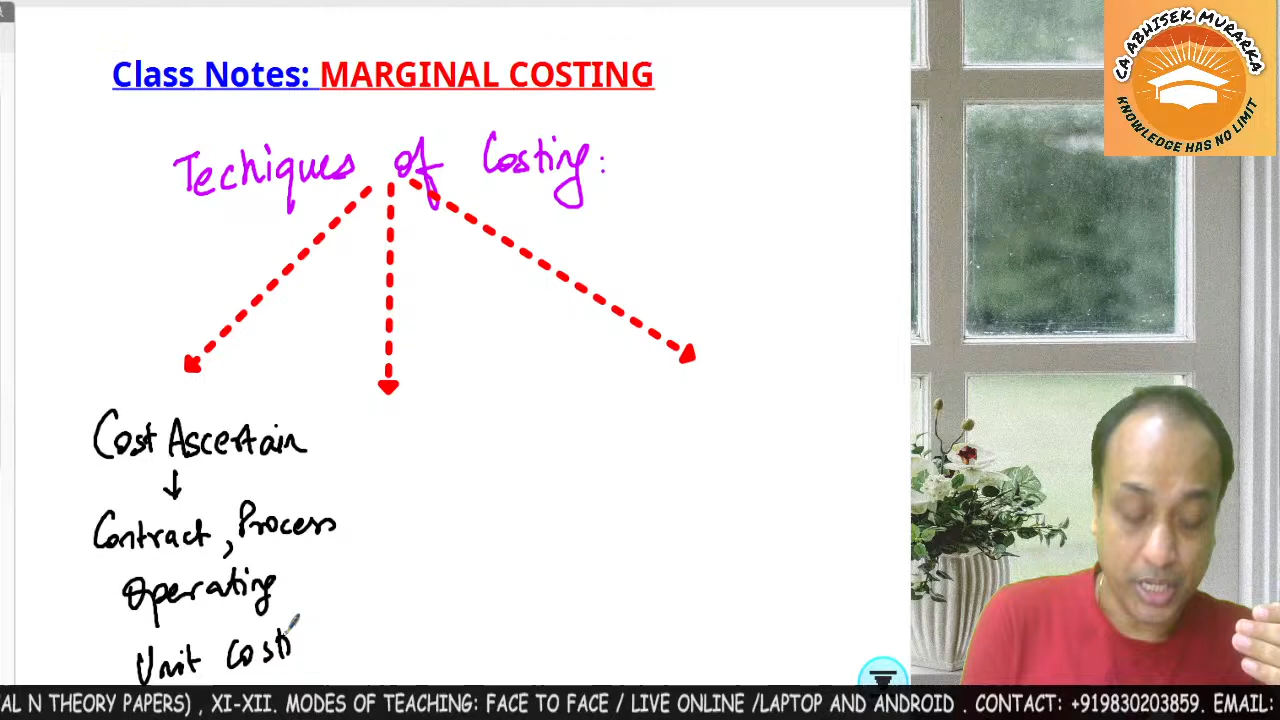 Class Notes: MARGINAL COSTING
Techiques of Costing:
Cost Ascertain
Contract, Process
Operating
Unit Costi
CA ABHISEK MURARKA
KNOWLEDGE HAS NO LIMIT
AL N THEORY PAPERS) , XI-XII. MODES OF TEACHING: FACE TO FACE / LIVE ONLINE /LAPTOP AND ANDROID . CONTACT: +919830203859. EMAIL: